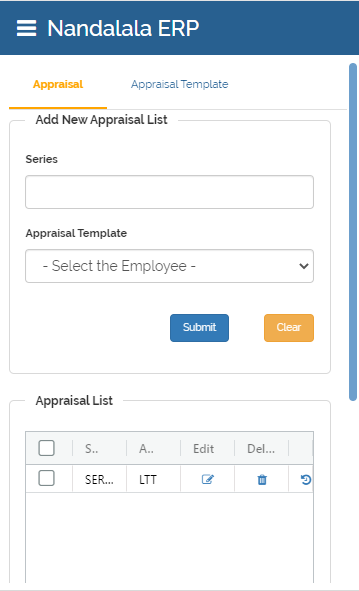 Nandalala ERP
Appraisal Appraisal Template
Add New Appraisal List
Series
Appraisal Template
- Select the Employee -
Submit Clear
Appraisal List
S.. A.. Edit Del...
SER... LTT